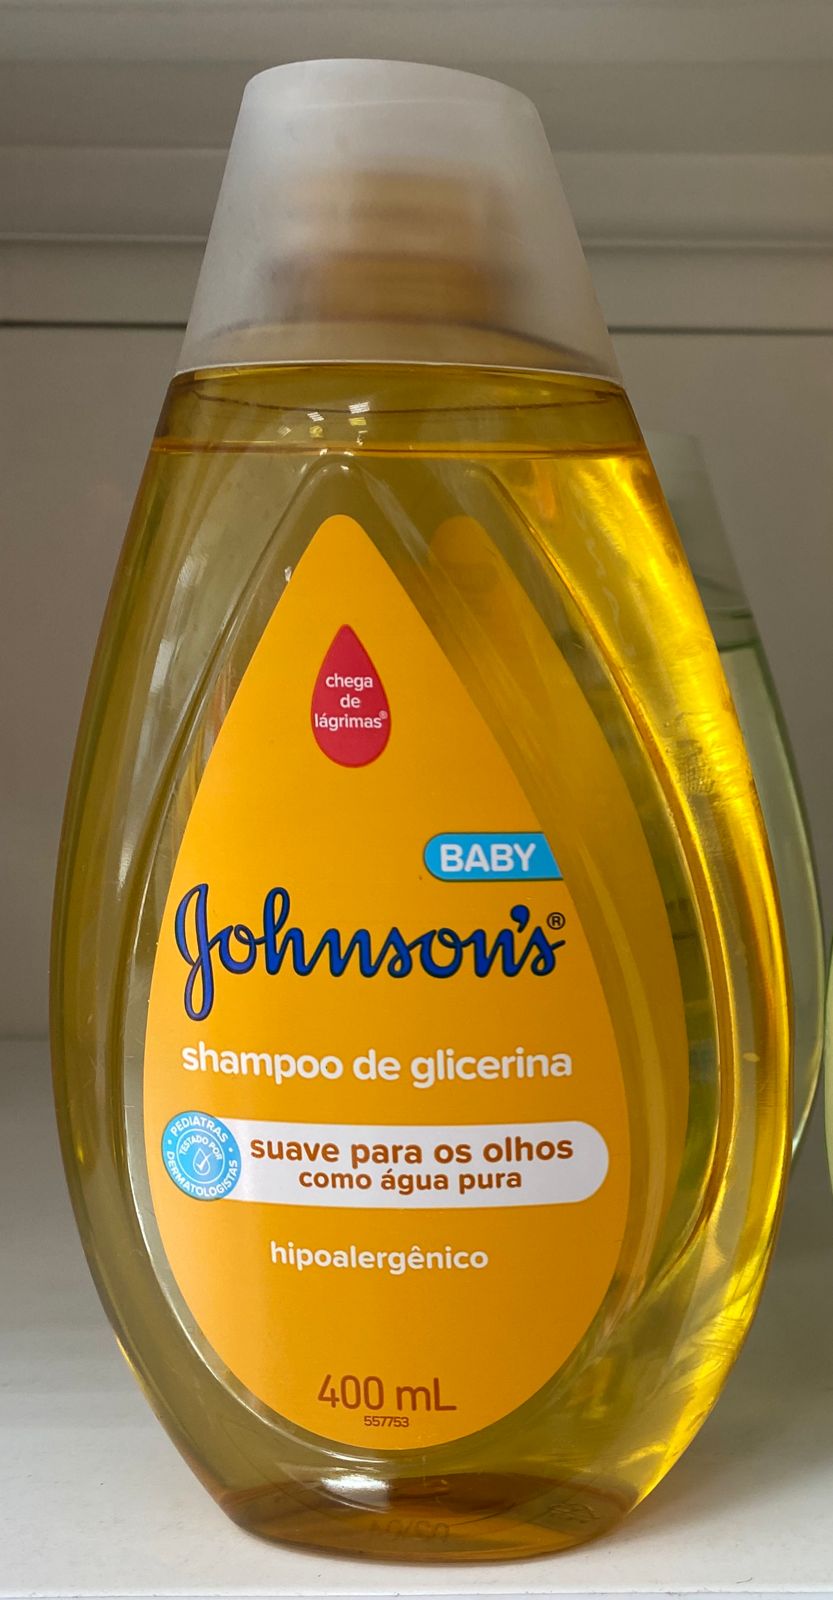 chega
de
lágrimas®
BABY
Johnson's®
shampoo de glicerina
PEDIATRAS
TESTADO POR
DERMATOLOGISTAS
suave para os olhos
como água pura
hipoalergênico
400 mL
557753